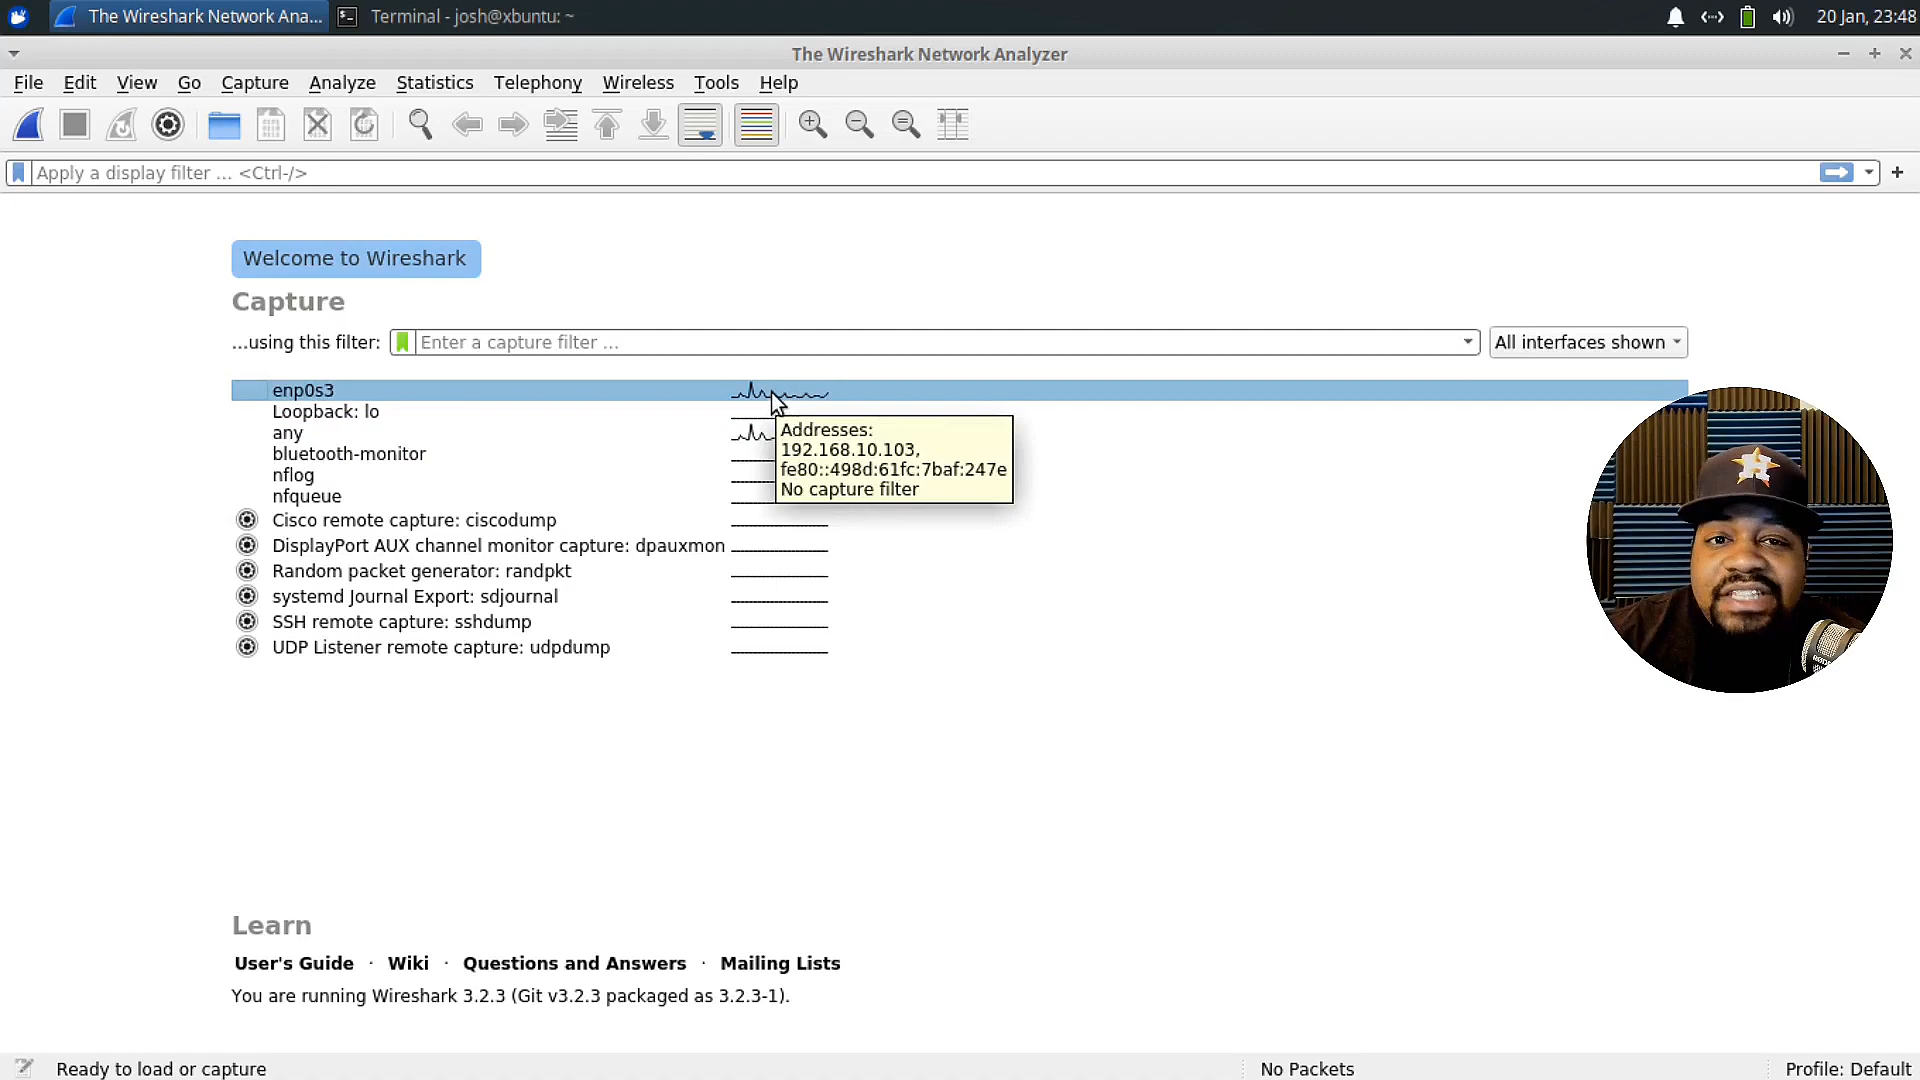 The Wireshark Network Ana... Terminal - josh@xbuntu: ~ 20 Jan, 23:48
The Wireshark Network Analyzer
File Edit View Go Capture Analyze Statistics Telephony Wireless Tools Help
Apply a display filter ... <Ctrl-/>
Welcome to Wireshark
Capture
...using this filter: Enter a capture filter ... All interfaces shown
enp0s3
Loopback: lo
any
bluetooth-monitor
nflog
nfqueue
Cisco remote capture: ciscodump
DisplayPort AUX channel monitor capture: dpauxmon
Random packet generator: randpkt
systemd Journal Export: sdjournal
SSH remote capture: sshdump
UDP Listener remote capture: udpdump
Addresses:
192.168.10.103,
fe80::498d:61fc:7baf:247e
No capture filter
Learn
User's Guide · Wiki · Questions and Answers · Mailing Lists
You are running Wireshark 3.2.3 (Git v3.2.3 packaged as 3.2.3-1).
Ready to load or capture No Packets Profile: Default